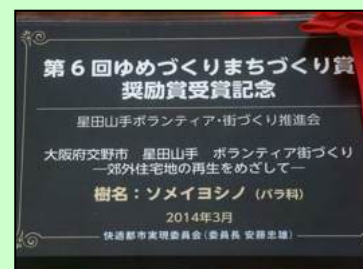 第6回ゆめづくりまちづくり賞
奨励賞受賞記念
星田山手ボランティア・街づくり推進会
大阪府交野市 星田山手 ボランティア街づくり
―郊外住宅地の再生をめざして―
樹名：ソメイヨシノ（バラ科）
2014年3月
快適都市実現委員会（委員長 安藤忠雄）